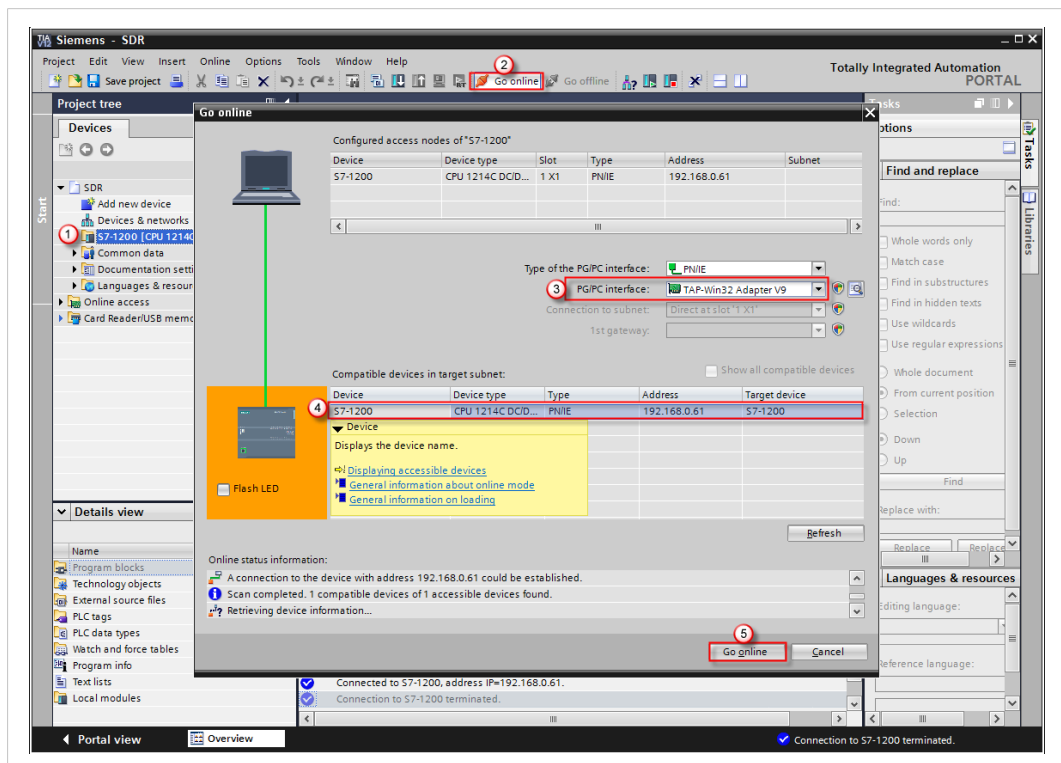 Siemens - SDR
Project Edit View Insert Online Options Tools Window Help
Totally Integrated Automation
PORTAL
2
Save project
Go online
Go offline
Project tree
Devices
Start
SDR
Add new device
Devices & networks
1
S7-1200 [CPU 1214C
Common data
Documentation setti
Languages & resour
Online access
Card Reader/USB memo
Go online
Configured access nodes of "S7-1200"
Device Device type Slot Type Address Subnet
S7-1200 CPU 1214C DC/D... 1 X1 PN/IE 192.168.0.61
Type of the PG/PC interface: PN/IE
3
PG/PC interface: TAP-Win32 Adapter V9
Connection to subnet: Direct at slot '1 X1'
1st gateway:
Compatible devices in target subnet:
Show all compatible devices
Device Device type Type Address Target device
4
S7-1200 CPU 1214C DC/D... PN/IE 192.168.0.61 S7-1200
Device
Displays the device name.
Displaying accessible devices
General information about online mode
General information on loading
Flash LED
Refresh
Online status information:
A connection to the device with address 192.168.0.61 could be established.
Scan completed. 1 compatible devices of 1 accessible devices found.
Retrieving device information...
5
Go online Cancel
Tasks
Options
Find and replace
Find:
Whole words only
Match case
Find in substructures
Find in hidden texts
Use wildcards
Use regular expressions
Whole document
From current position
Selection
Down
Up
Find
Replace with:
Replace Replace
Languages & resources
Editing language:
Reference language:
Tasks
Libraries
Details view
Name
Program blocks
Technology objects
External source files
PLC tags
PLC data types
Watch and force tables
Program info
Text lists
Local modules
Connected to S7-1200, address IP=192.168.0.61.
Connection to S7-1200 terminated.
Portal view
Overview
Connection to S7-1200 terminated.